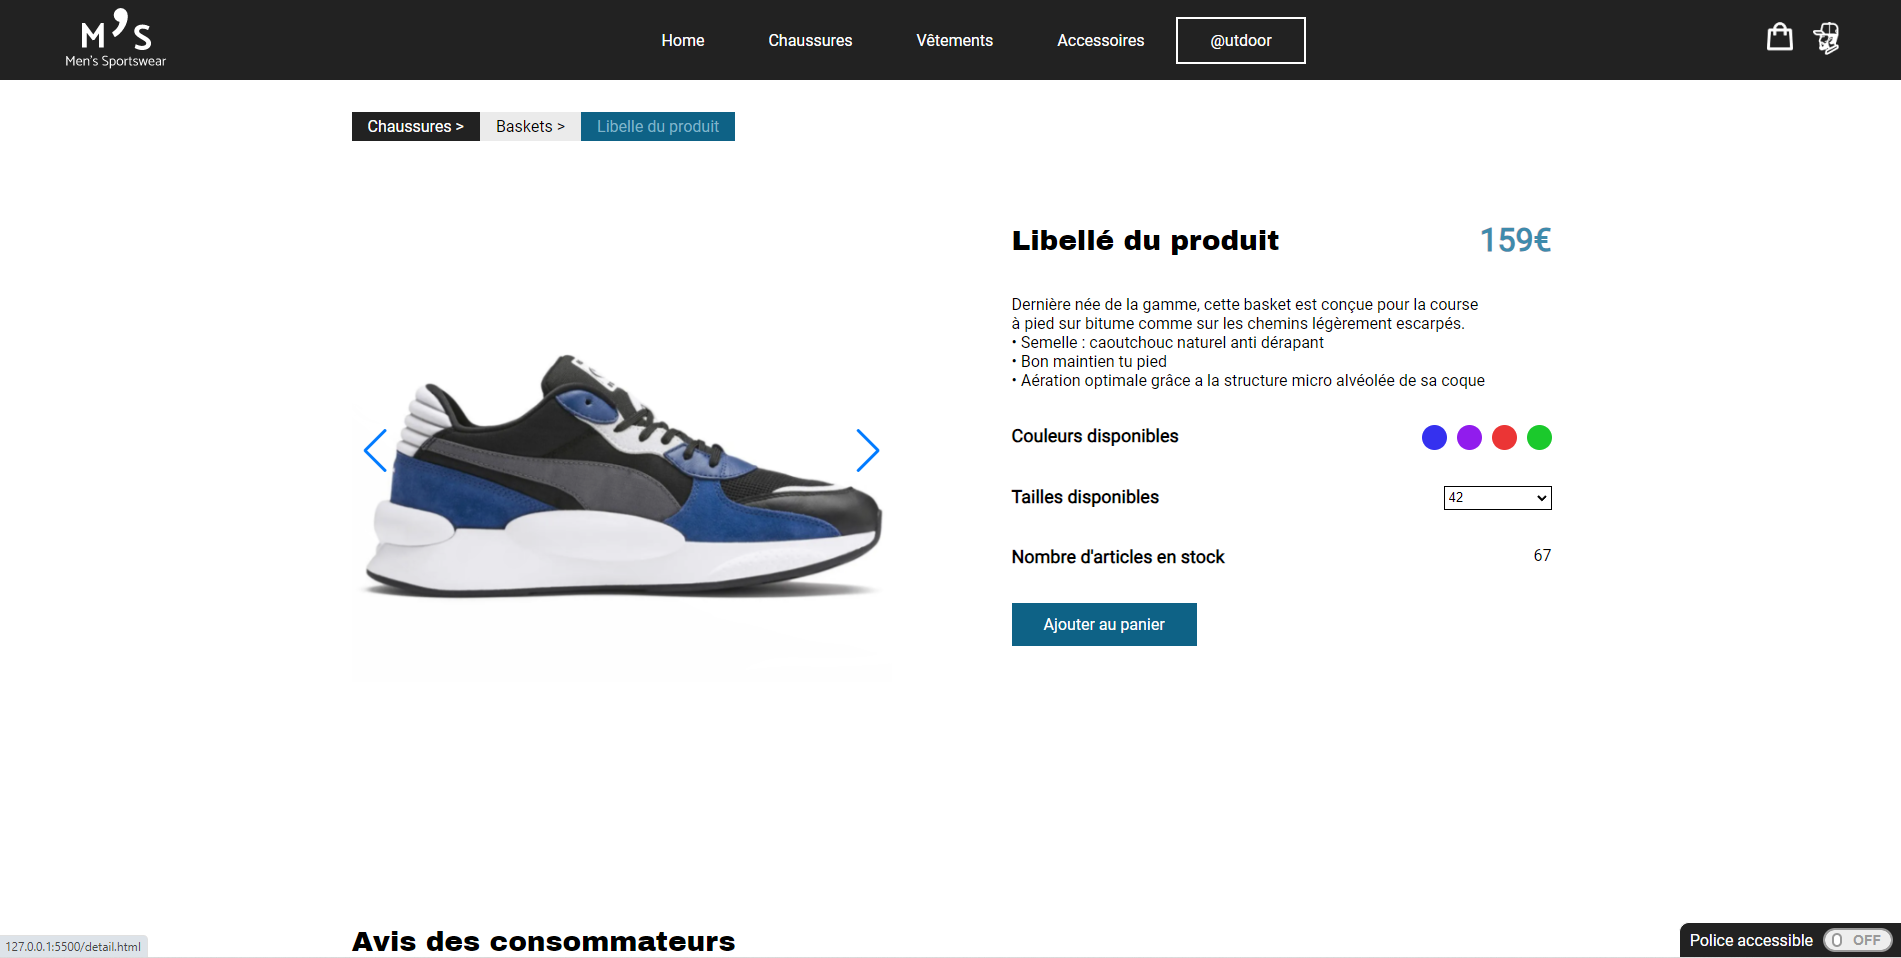 M's
Men's Sportswear
Home
Chaussures
Vêtements
Accessoires
@utdoor
Chaussures >
Baskets >
Libelle du produit
Libellé du produit
159€
Dernière née de la gamme, cette basket est conçue pour la course
à pied sur bitume comme sur les chemins légèrement escarpés.
• Semelle : caoutchouc naturel anti dérapant
• Bon maintien tu pied
• Aération optimale grâce a la structure micro alvéolée de sa coque
Couleurs disponibles
Tailles disponibles
42
Nombre d'articles en stock
67
Ajouter au panier
Avis des consommateurs
127.0.0.1:5500/detail.html
Police accessible
OFF